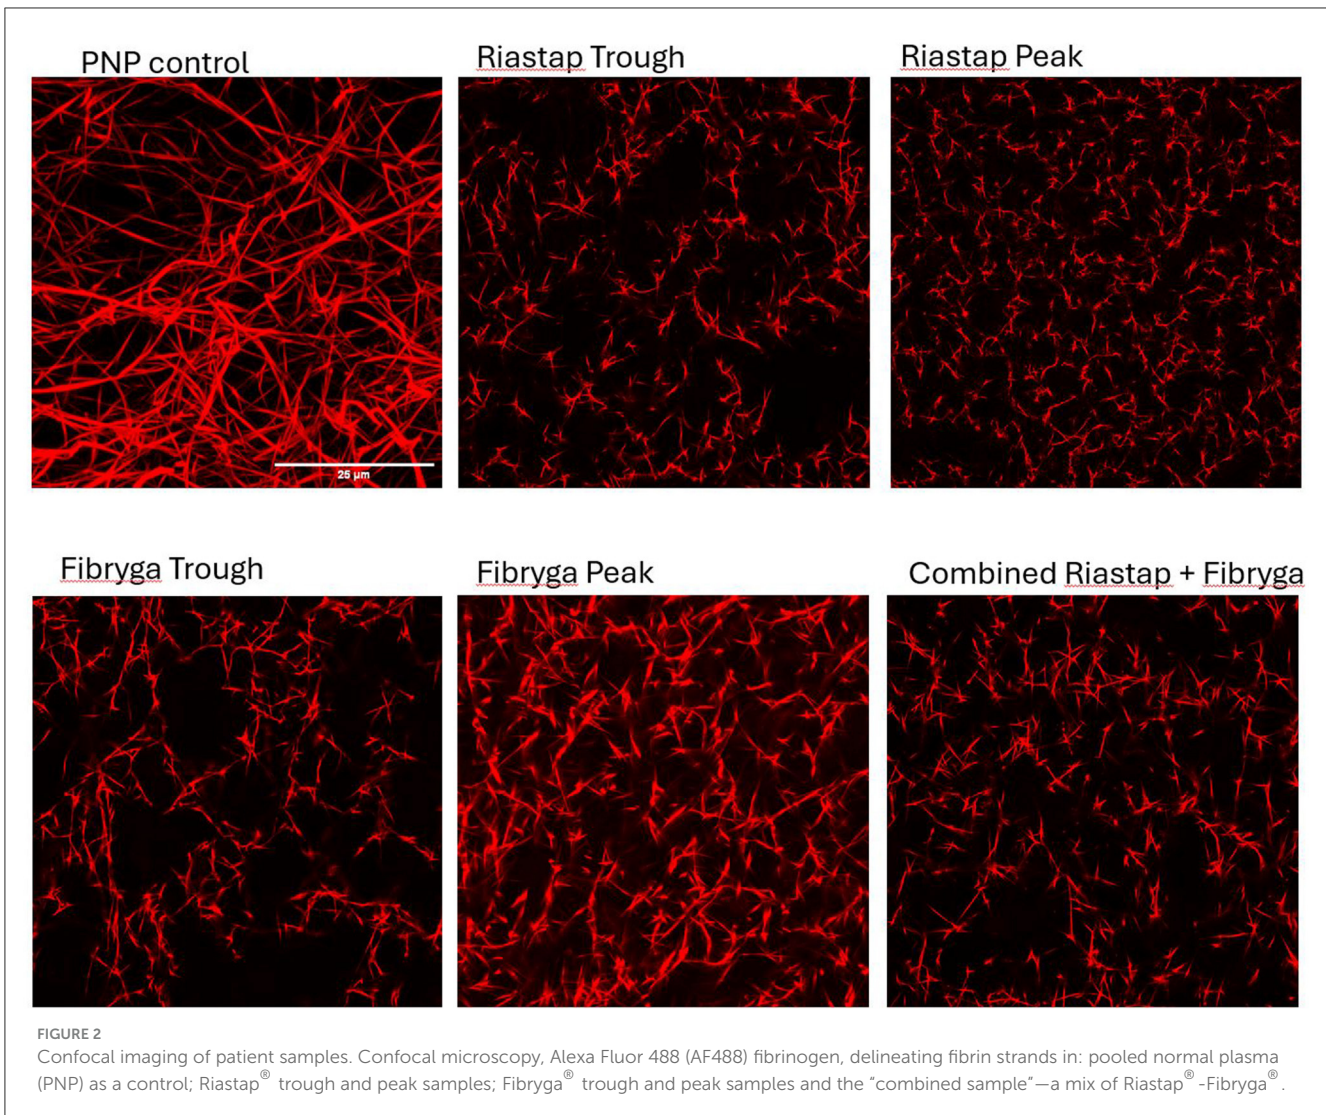 PNP control
Riastap Trough
Riastap Peak
25 µm
Fibryga Trough
Fibryga Peak
Combined Riastap + Fibryga
FIGURE 2
Confocal imaging of patient samples. Confocal microscopy, Alexa Fluor 488 (AF488) fibrinogen, delineating fibrin strands in: pooled normal plasma
(PNP) as a control; Riastap® trough and peak samples; Fibryga® trough and peak samples and the “combined sample”—a mix of Riastap®-Fibryga®.